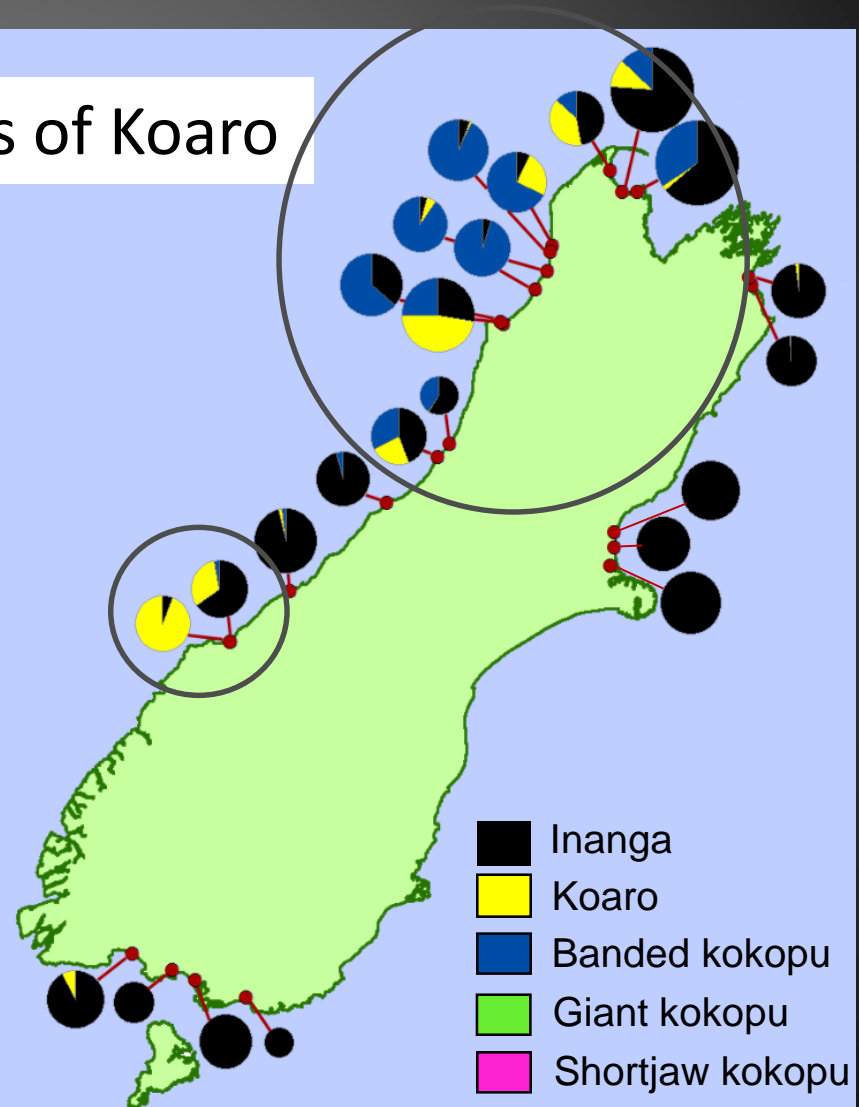 s of Koaro
Inanga
Koaro
Banded kokopu
Giant kokopu
Shortjaw kokopu